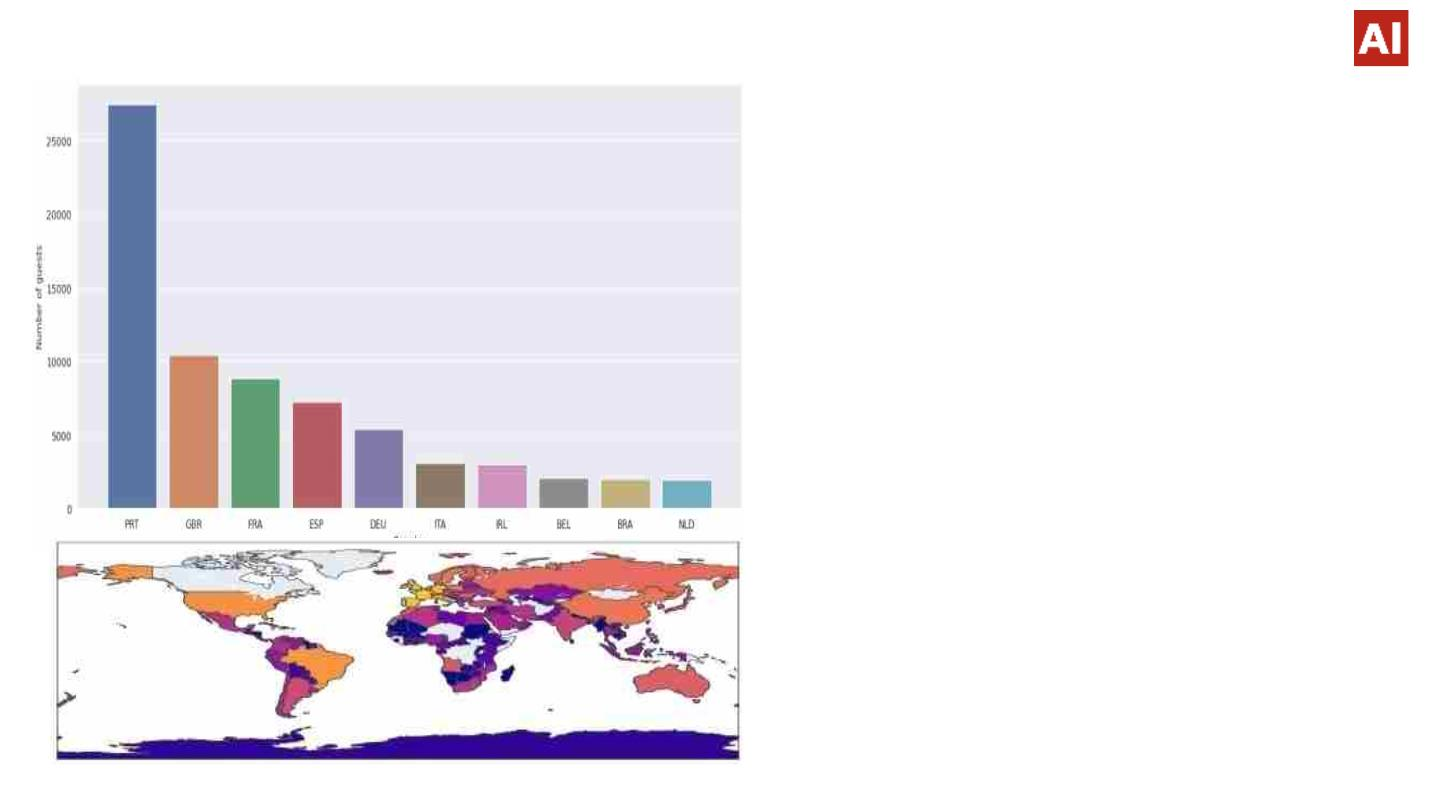 AI
25000
20000
15000
10000
5000
0
Number of guests
PRT GBR FRA ESP DEU ITA IRL BEL BRA NLD